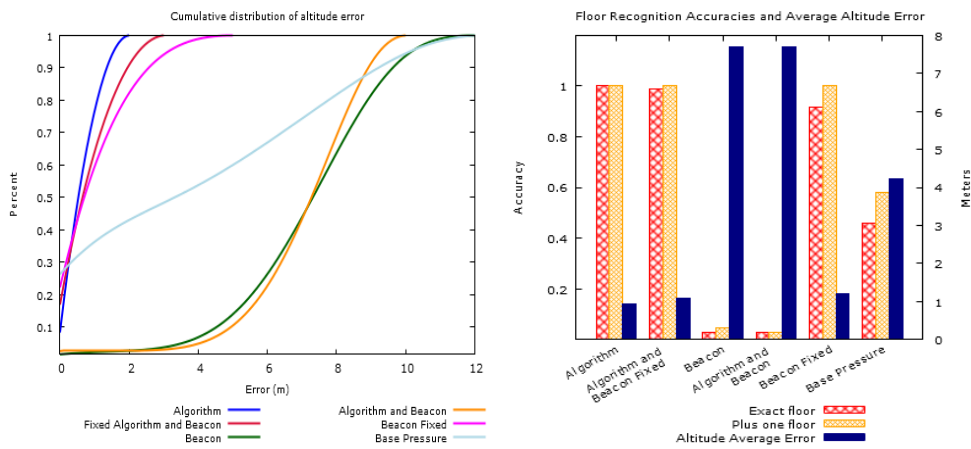 Cumulative distribution of altitude error
1
0.9
0.8
0.7
0.6
0.5
0.4
0.3
0.2
0.1
Percent
0 2 4 6 8 10 12
Error (m)
Algorithm
Fixed Algorithm and Beacon
Beacon
Algorithm and Beacon
Beacon Fixed
Base Pressure
Floor Recognition Accuracies and Average Altitude Error
1
0.8
0.6
0.4
0.2
Accuracy
8
7
6
5
4
3
2
1
0
Meters
Algorithm
Algorithm and
Beacon Fixed
Beacon
Algorithm and
Beacon
Beacon Fixed
Base Pressure
Exact floor
Plus one floor
Altitude Average Error